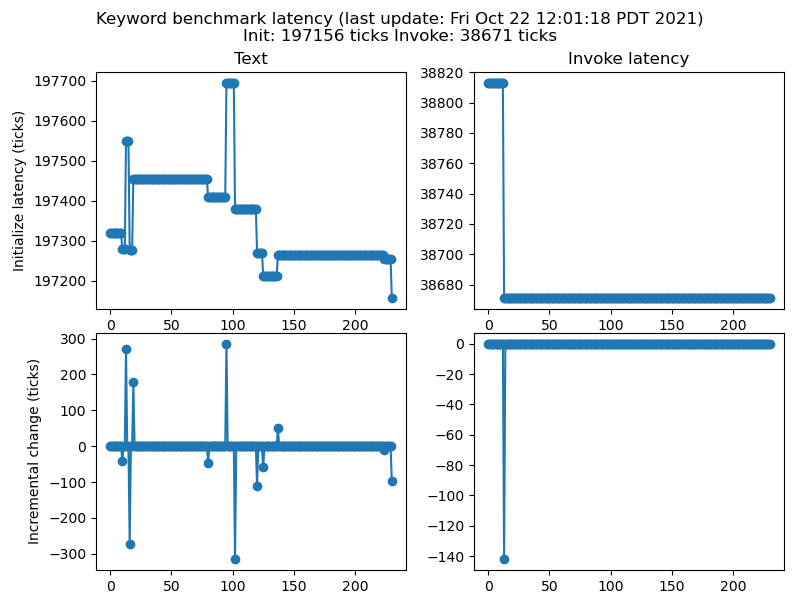 Keyword benchmark latency (last update: Fri Oct 22 12:01:18 PDT 2021)
Init: 197156 ticks Invoke: 38671 ticks
Text
Invoke latency
Initialize latency (ticks)
197700
197600
197500
197400
197300
197200
0 50 100 150 200
38820
38800
38780
38760
38740
38720
38700
38680
0 50 100 150 200
Incremental change (ticks)
300
200
100
0
−100
−200
−300
0 50 100 150 200
0
−20
−40
−60
−80
−100
−120
−140
0 50 100 150 200